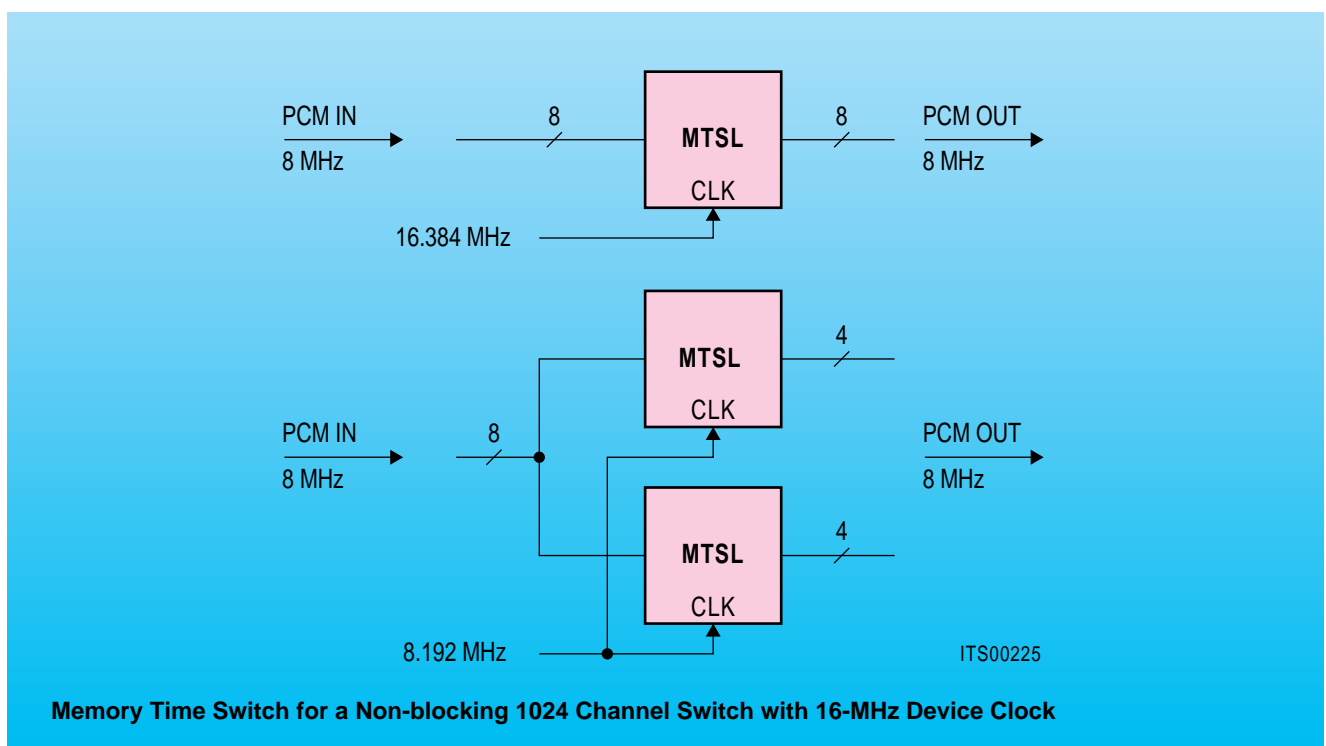 PCM IN
8 MHz
8
MTSL
CLK
8
PCM OUT
8 MHz
16.384 MHz
MTSL
CLK
4
PCM IN
8 MHz
8
PCM OUT
8 MHz
MTSL
CLK
4
8.192 MHz
ITS00225
Memory Time Switch for a Non-blocking 1024 Channel Switch with 16-MHz Device Clock